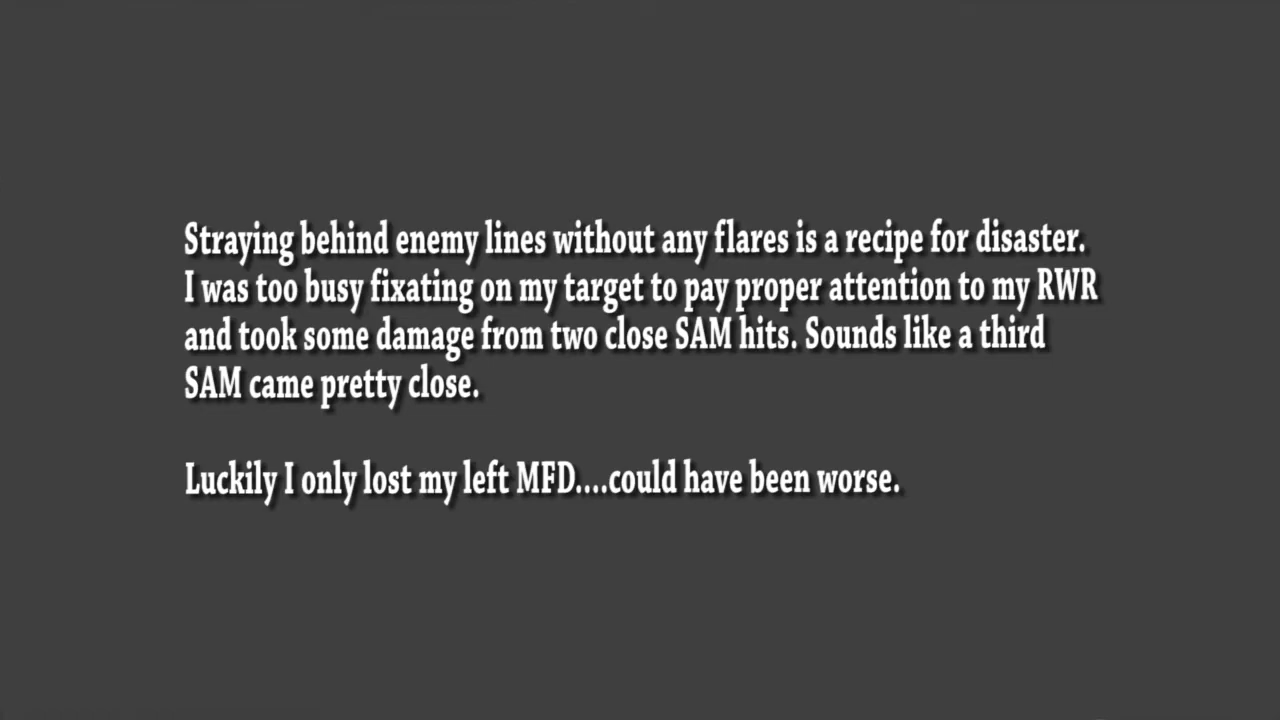 Straying behind enemy lines without any flares is a recipe for disaster.
I was too busy fixating on my target to pay proper attention to my RWR
and took some damage from two close SAM hits. Sounds like a third
SAM came pretty close.
Luckily I only lost my left MFD....could have been worse.